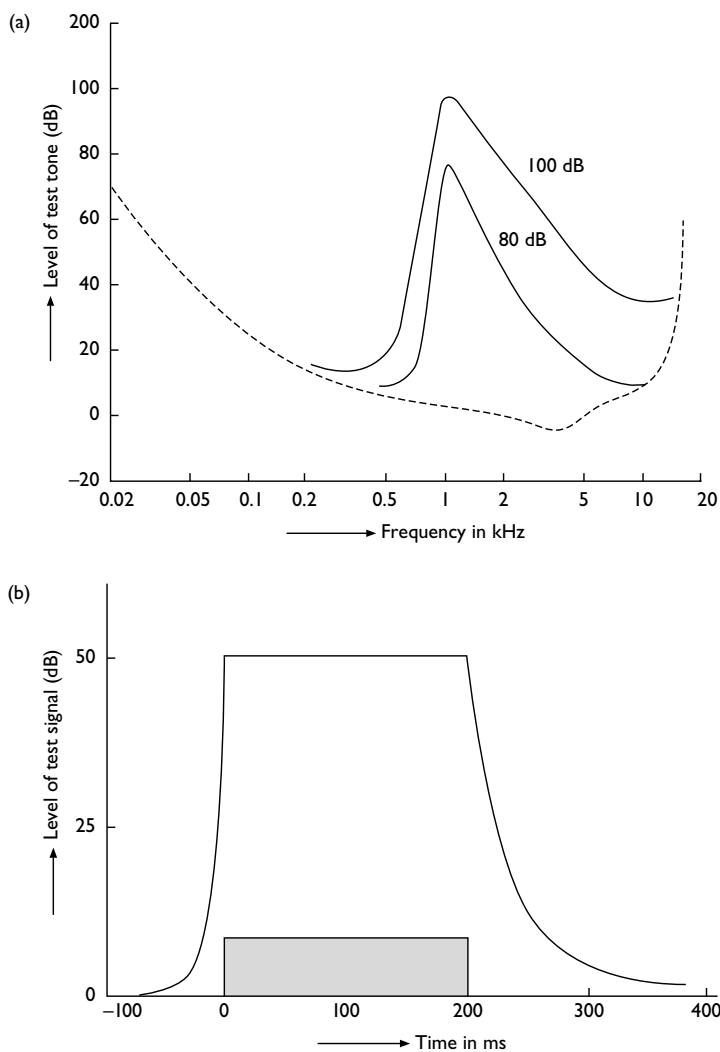 (a)
200
100
80
60
40
20
0
−20
Level of test tone (dB)
100 dB
80 dB
0.02 0.05 0.1 0.2 0.5 1 2 5 10 20
Frequency in kHz
(b)
50
25
0
Level of test signal (dB)
−100 0 100 200 300 400
Time in ms